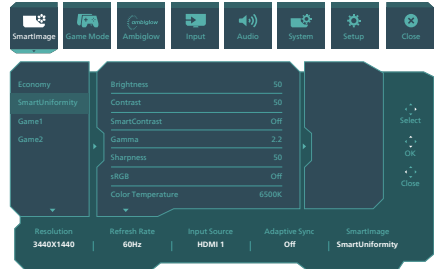 SmartImage Game Mode Ambiglow Input Audio System Setup Close
ambiglow
Economy
SmartUniformity
Game1
Game2
Brightness 50
Contrast 50
SmartContrast Off
Gamma 2.2
Sharpness 50
sRGB Off
Color Temperature 6500K
Select
OK
Close
Resolution Refresh Rate Input Source Adaptive Sync SmartImage
3440X1440 | 60Hz | HDMI 1 | Off | SmartUniformity